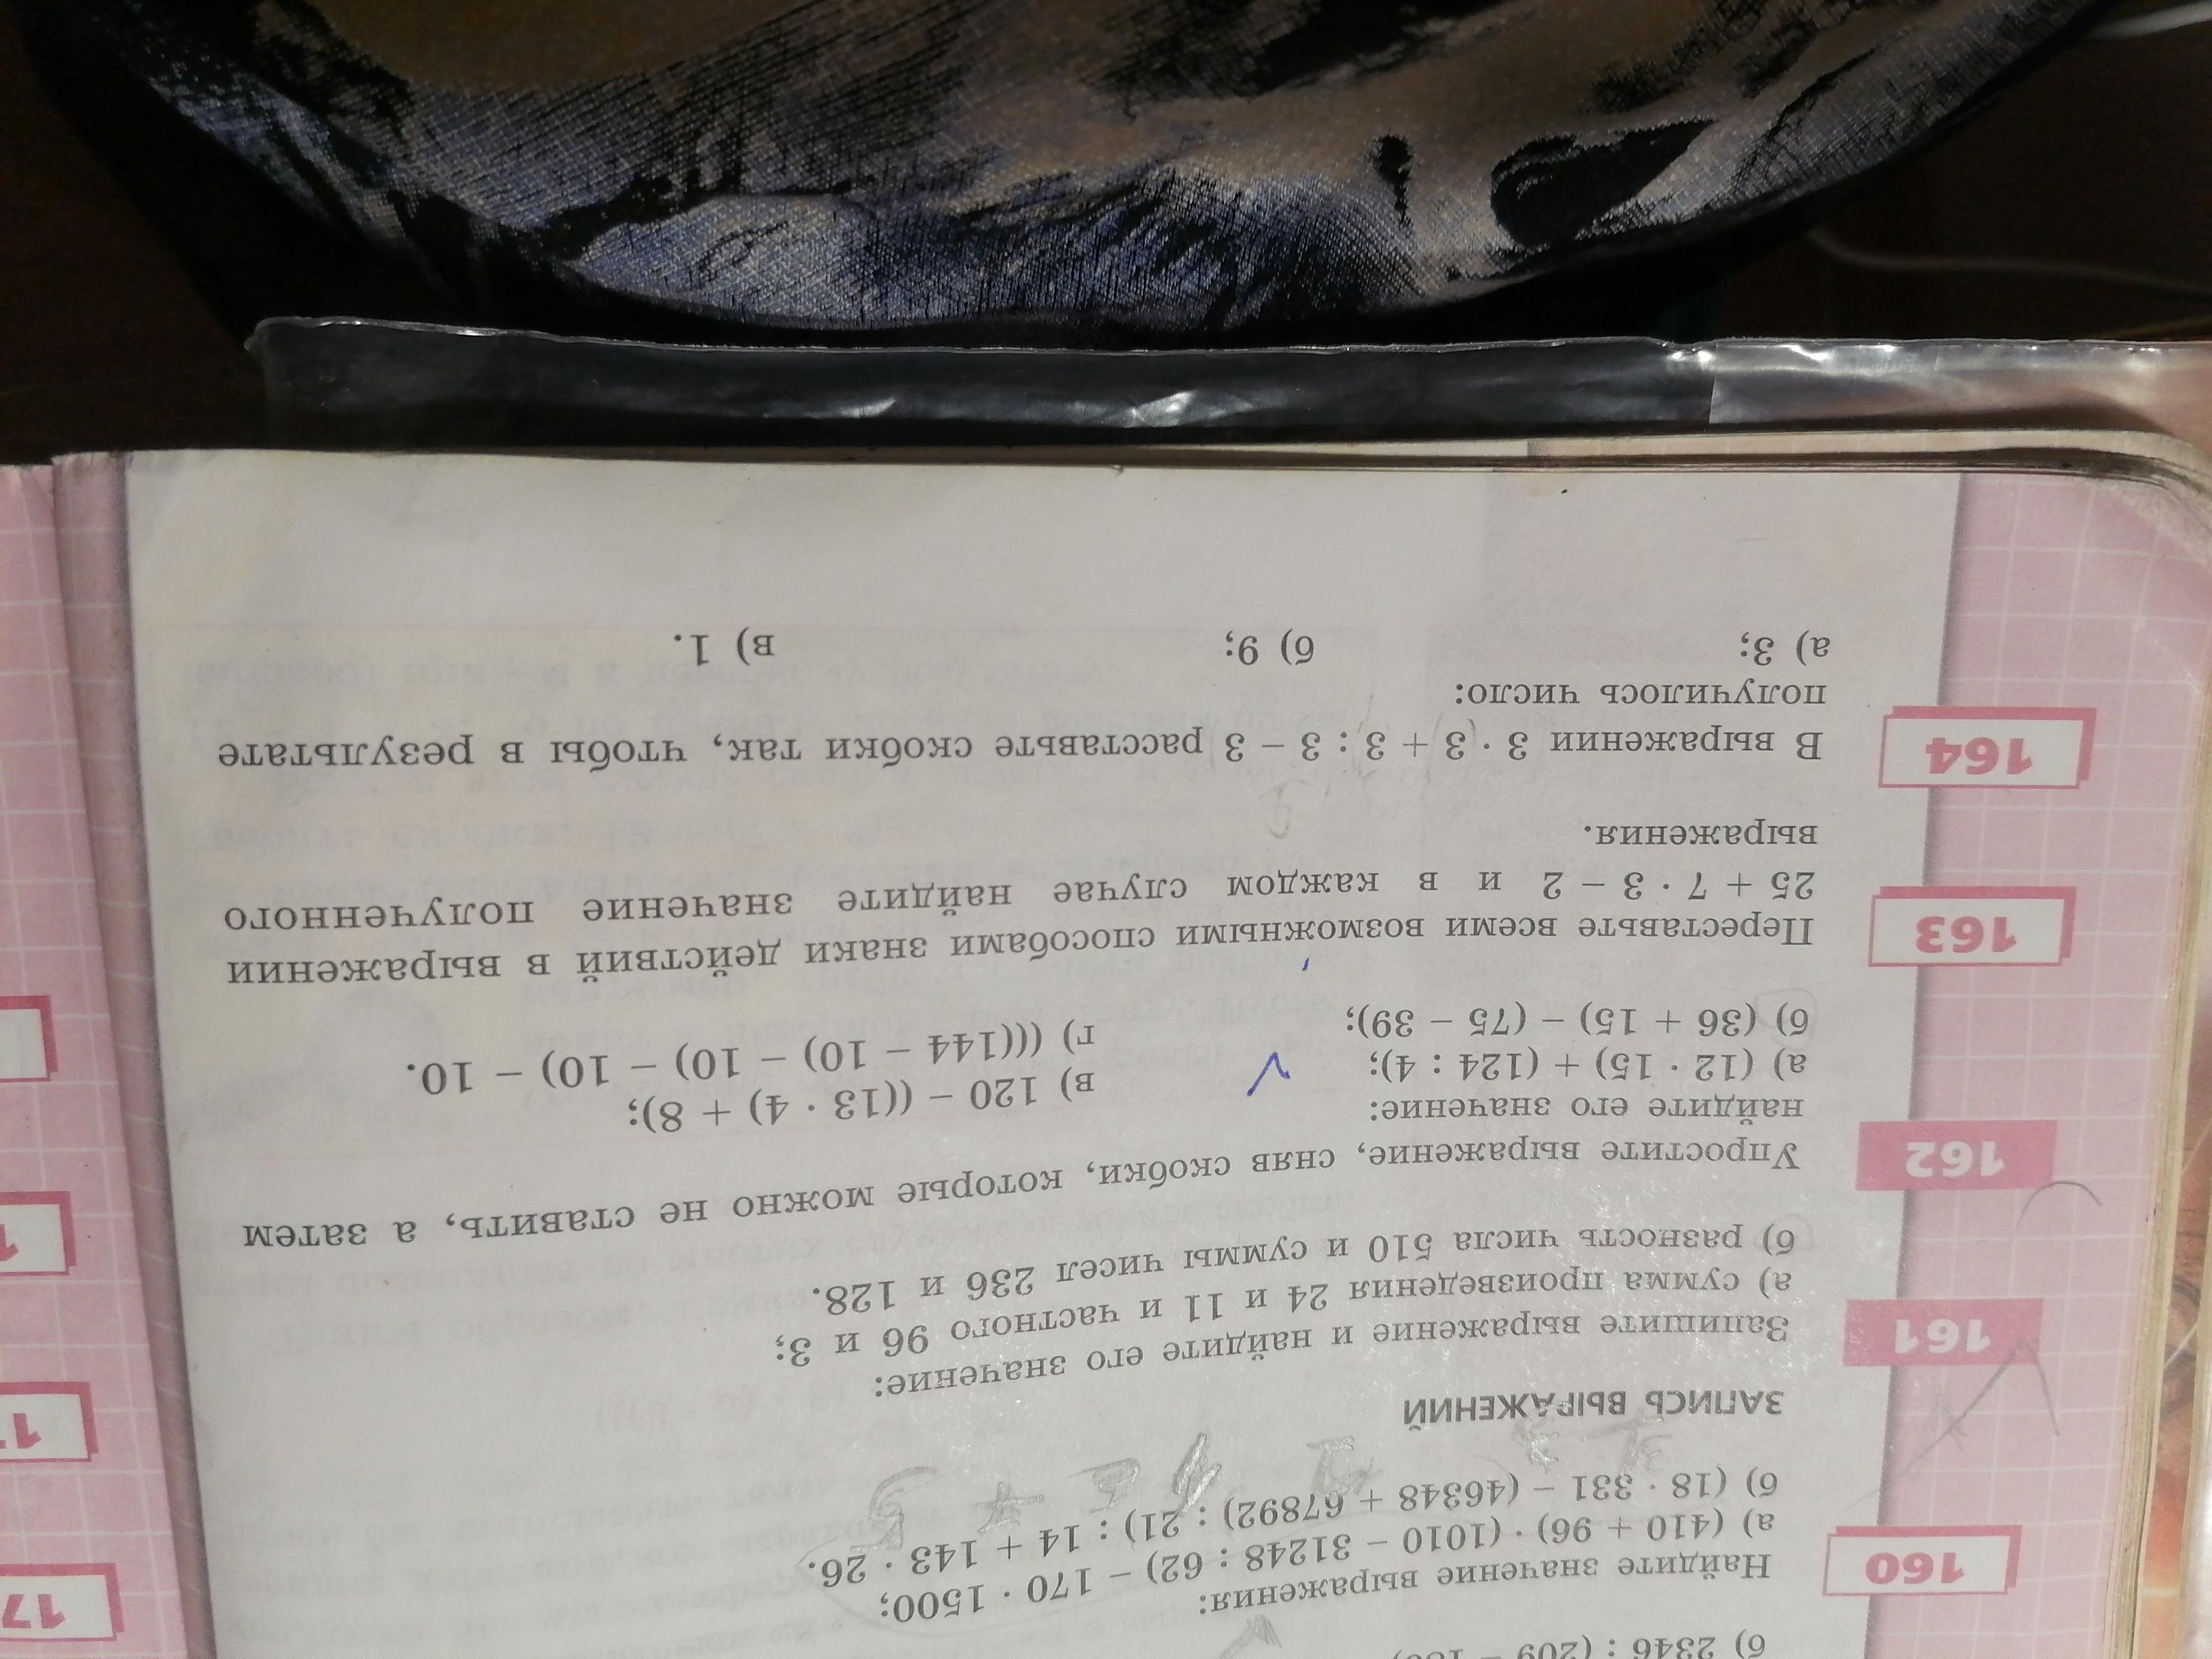 б) 2346 : (209 –
160
Найдите значение выражения:
а) (410 + 96) · (1010 – 31248 : 62) – 170 · 1500;
б) (18 · 331 – (46348 + 67892) : 21) : 14 + 143 · 26.
ЗАПИСЬ ВЫРАЖЕНИЙ
161
Запишите выражение и найдите его значение:
а) сумма произведения 24 и 11 и частного 96 и 3;
б) разность числа 510 и суммы чисел 236 и 128.
162
Упростите выражение, сняв скобки, которые можно не ставить, а затем
найдите его значение:
а) (12 · 15) + (124 : 4);
в) 120 – ((13 · 4) + 8);
б) (36 + 15) – (75 – 39);
г) (((144 – 10) – 10) – 10) – 10.
163
Переставьте всеми возможными способами знаки действий в выражении
25 + 7 · 3 – 2 и в каждом случае найдите значение полученного
выражения.
164
В выражении 3 · 3 + 3 : 3 – 3 расставьте скобки так, чтобы в результате
получилось число:
а) 3;
б) 9;
в) 1.
17